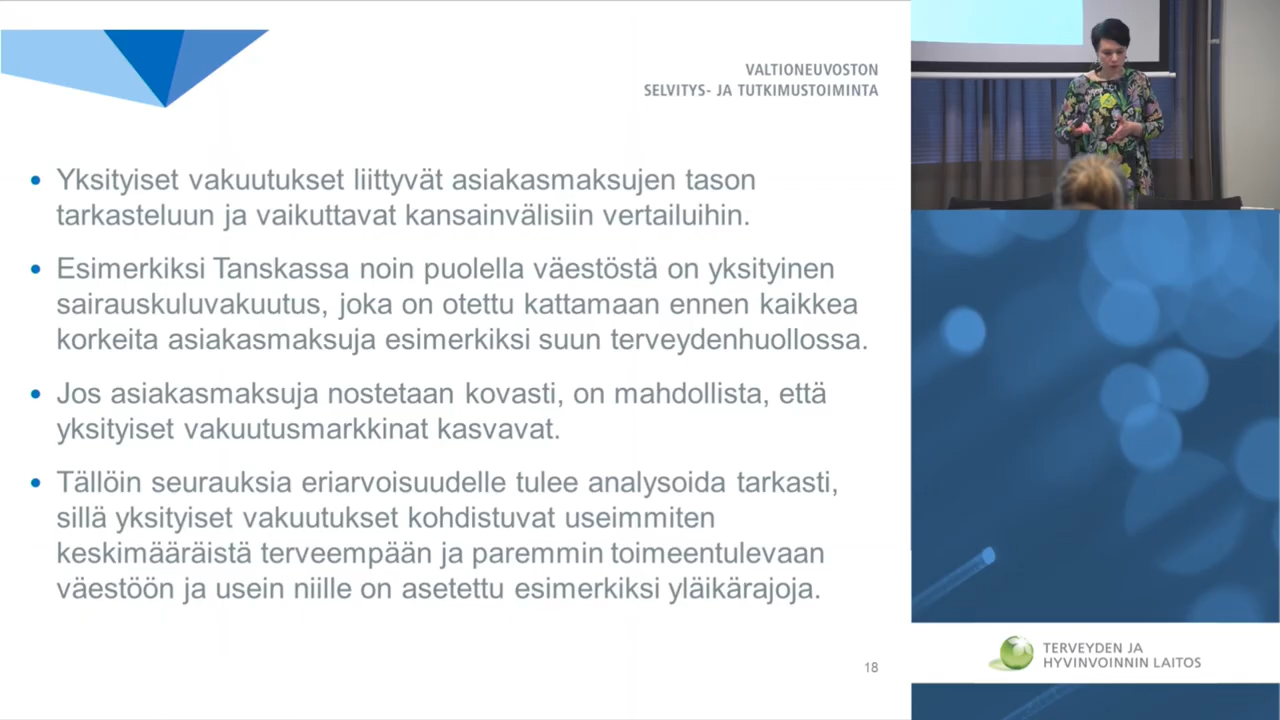 VALTIONEUVOSTON
SELVITYS- JA TUTKIMUSTOIMINTA
• Yksityiset vakuutukset liittyvät asiakasmaksujen tason
tarkasteluun ja vaikuttavat kansainvälisiin vertailuihin.
• Esimerkiksi Tanskassa noin puolella väestöstä on yksityinen
sairauskuluvakuutus, joka on otettu kattamaan ennen kaikkea
korkeita asiakasmaksuja esimerkiksi suun terveydenhuollossa.
• Jos asiakasmaksuja nostetaan kovasti, on mahdollista, että
yksityiset vakuutusmarkkinat kasvavat.
• Tällöin seurauksia eriarvoisuudelle tulee analysoida tarkasti,
sillä yksityiset vakuutukset kohdistuvat useimmiten
keskimääräistä terveempään ja paremmin toimeentulevaan
väestöön ja usein niille on asetettu esimerkiksi yläikärajoja.
18
TERVEYDEN JA
HYVINVOINNIN LAITOS